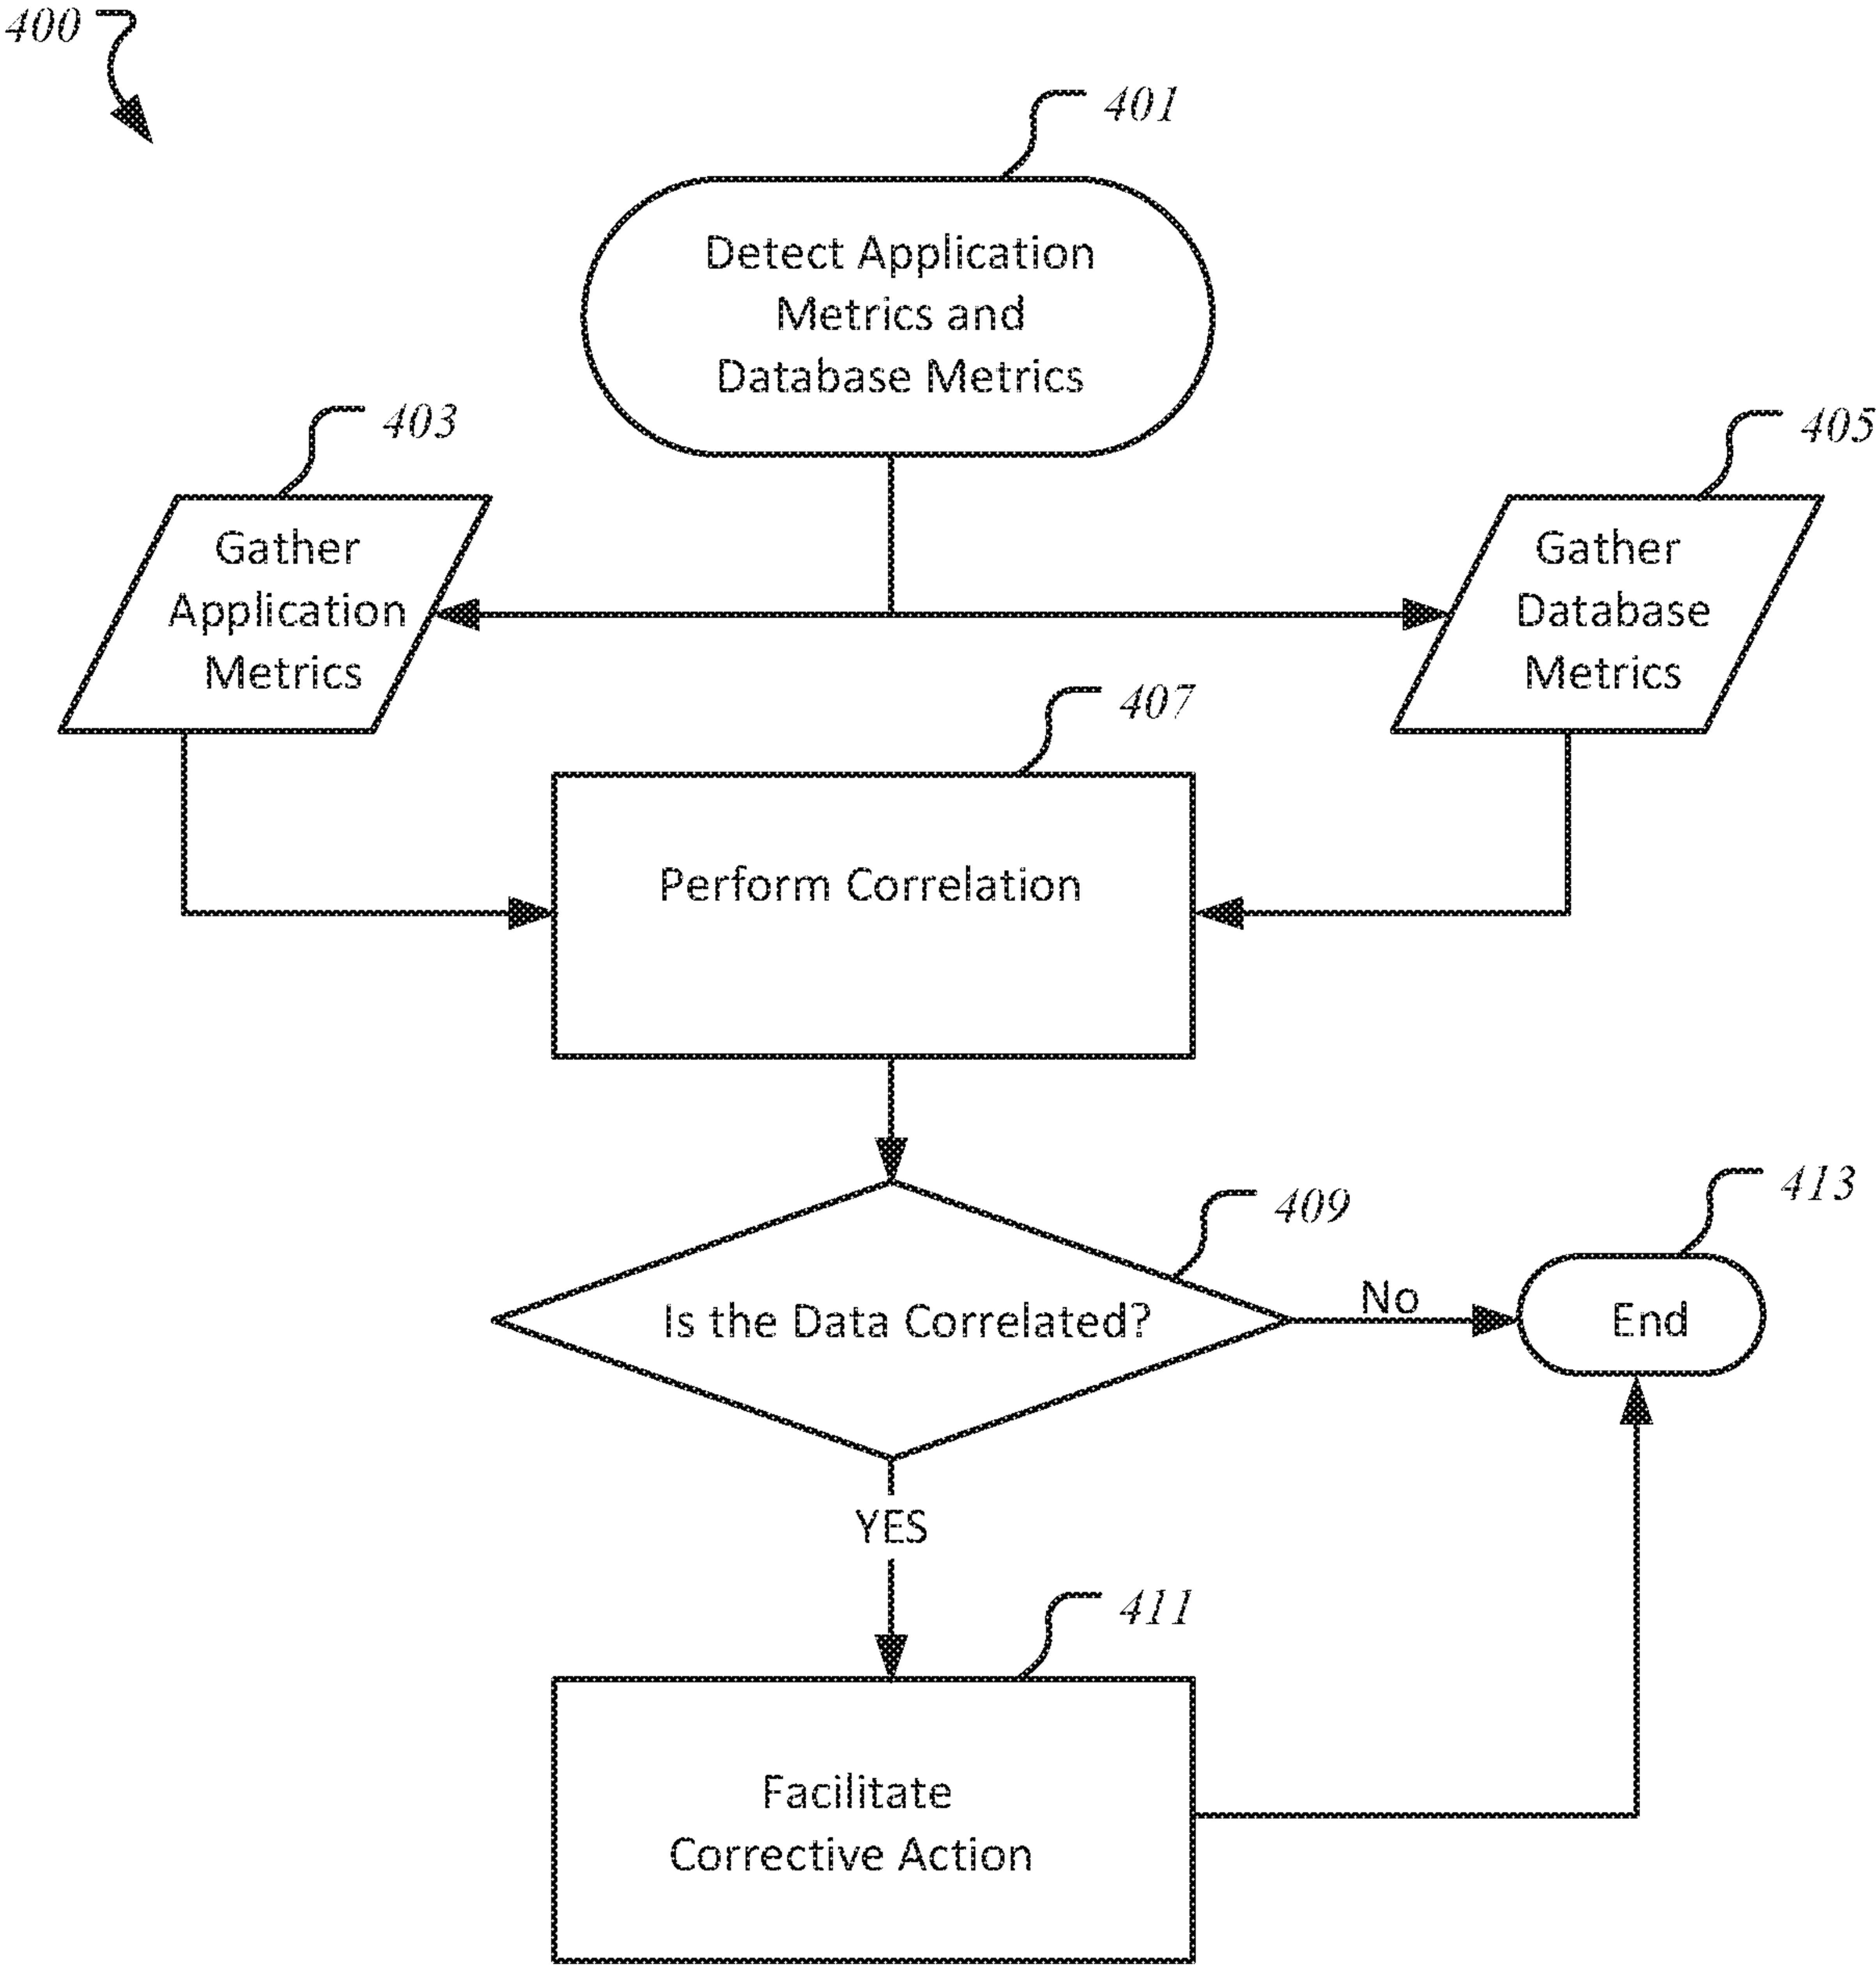 400
401
Detect Application
Metrics and
Database Metrics
403
Gather
Application
Metrics
405
Gather
Database
Metrics
407
Perform Correlation
409
Is the Data Correlated?
No
413
End
YES
411
Facilitate
Corrective Action